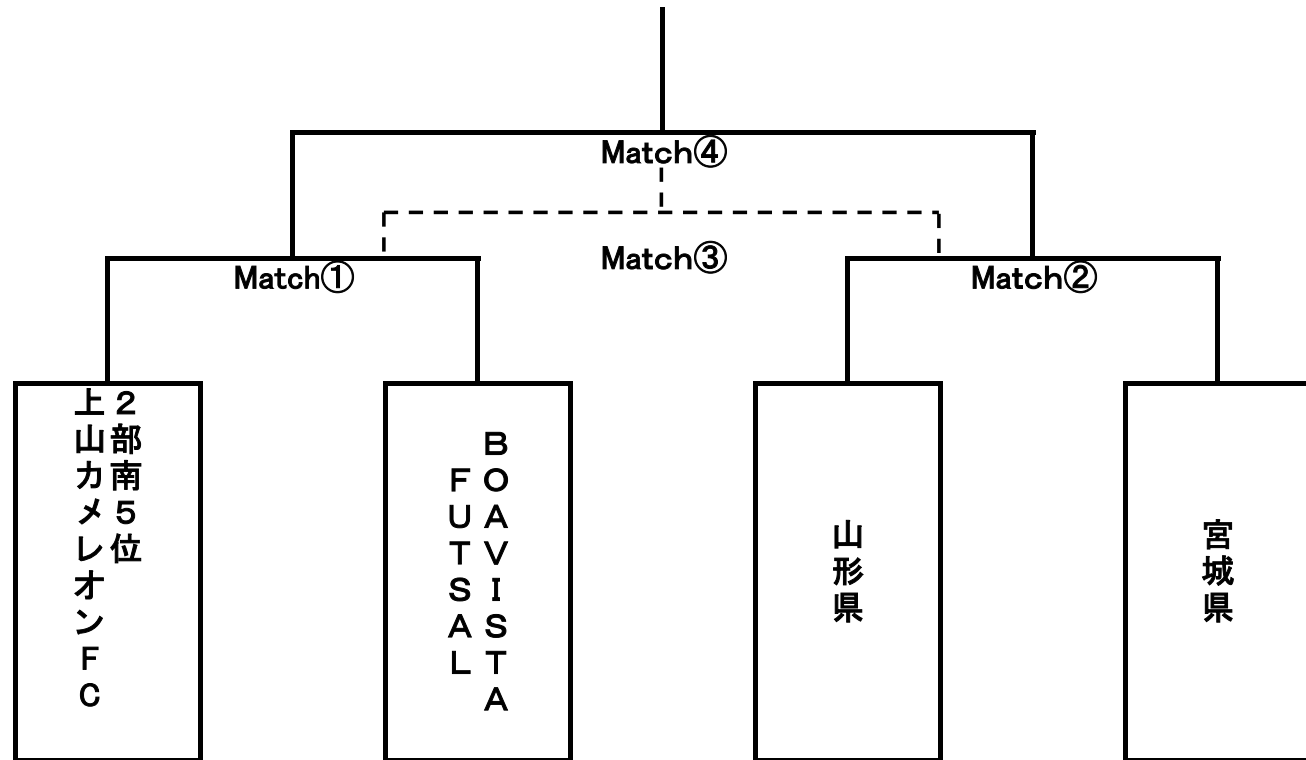 Match④
Match③
Match①
Match②
２部南５位
上山カメレオンＦＣ
ＢＯＡＶＩＳＴＡ
ＦＵＴＳＡＬ
山形県
宮城県